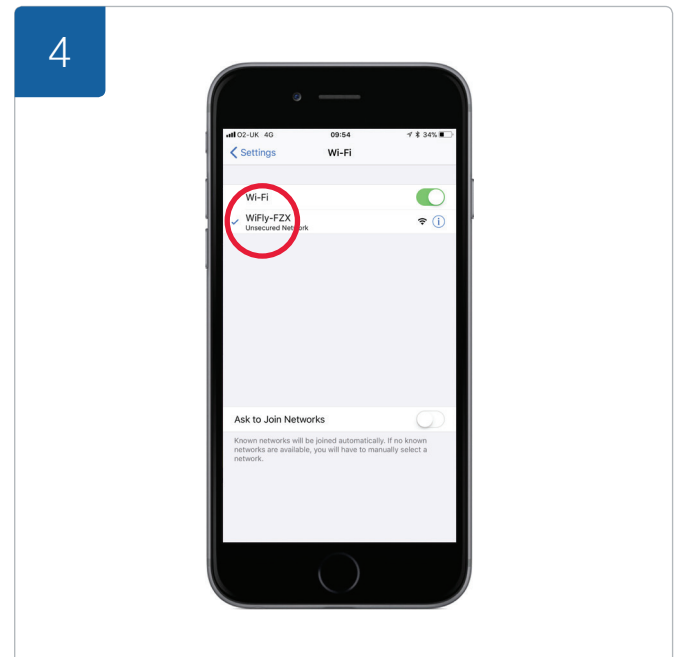 4
O2-UK 4G 09:54 34%
Settings Wi-Fi
Wi-Fi
WiFly-FZX
Unsecured Network
Ask to Join Networks
Known networks will be joined automatically. If no known
networks are available, you will have to manually select a
network.